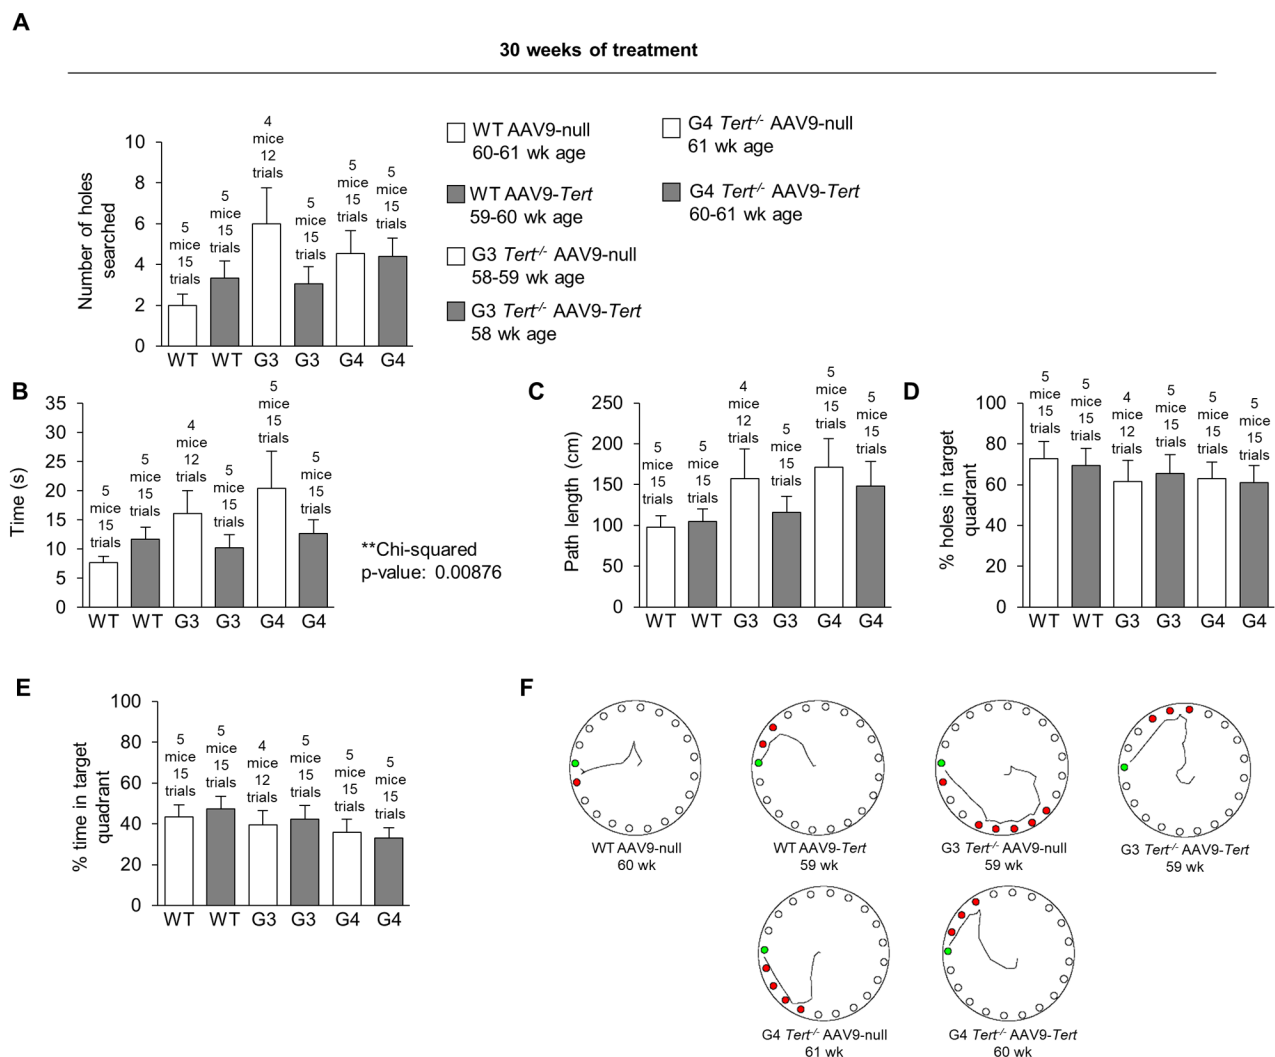 A
30 weeks of treatment
Number of holes
searched
10
8
6
4
2
0
5
mice
15
trials
5
mice
15
trials
4
mice
12
trials
5
mice
15
trials
5
mice
15
trials
5
mice
15
trials
WT WT G3 G3 G4 G4
WT AAV9-null
60-61 wk age
WT AAV9-Tert
59-60 wk age
G3 Tert-/- AAV9-null
58-59 wk age
G3 Tert-/- AAV9-Tert
58 wk age
G4 Tert-/- AAV9-null
61 wk age
G4 Tert-/- AAV9-Tert
60-61 wk age
B
Time (s)
35
30
25
20
15
10
5
0
5
mice
15
trials
5
mice
15
trials
4
mice
12
trials
5
mice
15
trials
5
mice
15
trials
5
mice
15
trials
WT WT G3 G3 G4 G4
**Chi-squared
p-value: 0.00876
C
Path length (cm)
250
200
150
100
50
0
5
mice
15
trials
5
mice
15
trials
4
mice
12
trials
5
mice
15
trials
5
mice
15
trials
5
mice
15
trials
WT WT G3 G3 G4 G4
D
% holes in target
quadrant
100
80
60
40
20
0
5
mice
15
trials
5
mice
15
trials
4
mice
12
trials
5
mice
15
trials
5
mice
15
trials
5
mice
15
trials
WT WT G3 G3 G4 G4
E
% time in target
quadrant
100
80
60
40
20
0
5
mice
15
trials
5
mice
15
trials
4
mice
12
trials
5
mice
15
trials
5
mice
15
trials
5
mice
15
trials
WT WT G3 G3 G4 G4
F
WT AAV9-null
60 wk
WT AAV9-Tert
59 wk
G3 Tert-/- AAV9-null
59 wk
G3 Tert-/- AAV9-Tert
59 wk
G4 Tert-/- AAV9-null
61 wk
G4 Tert-/- AAV9-Tert
60 wk